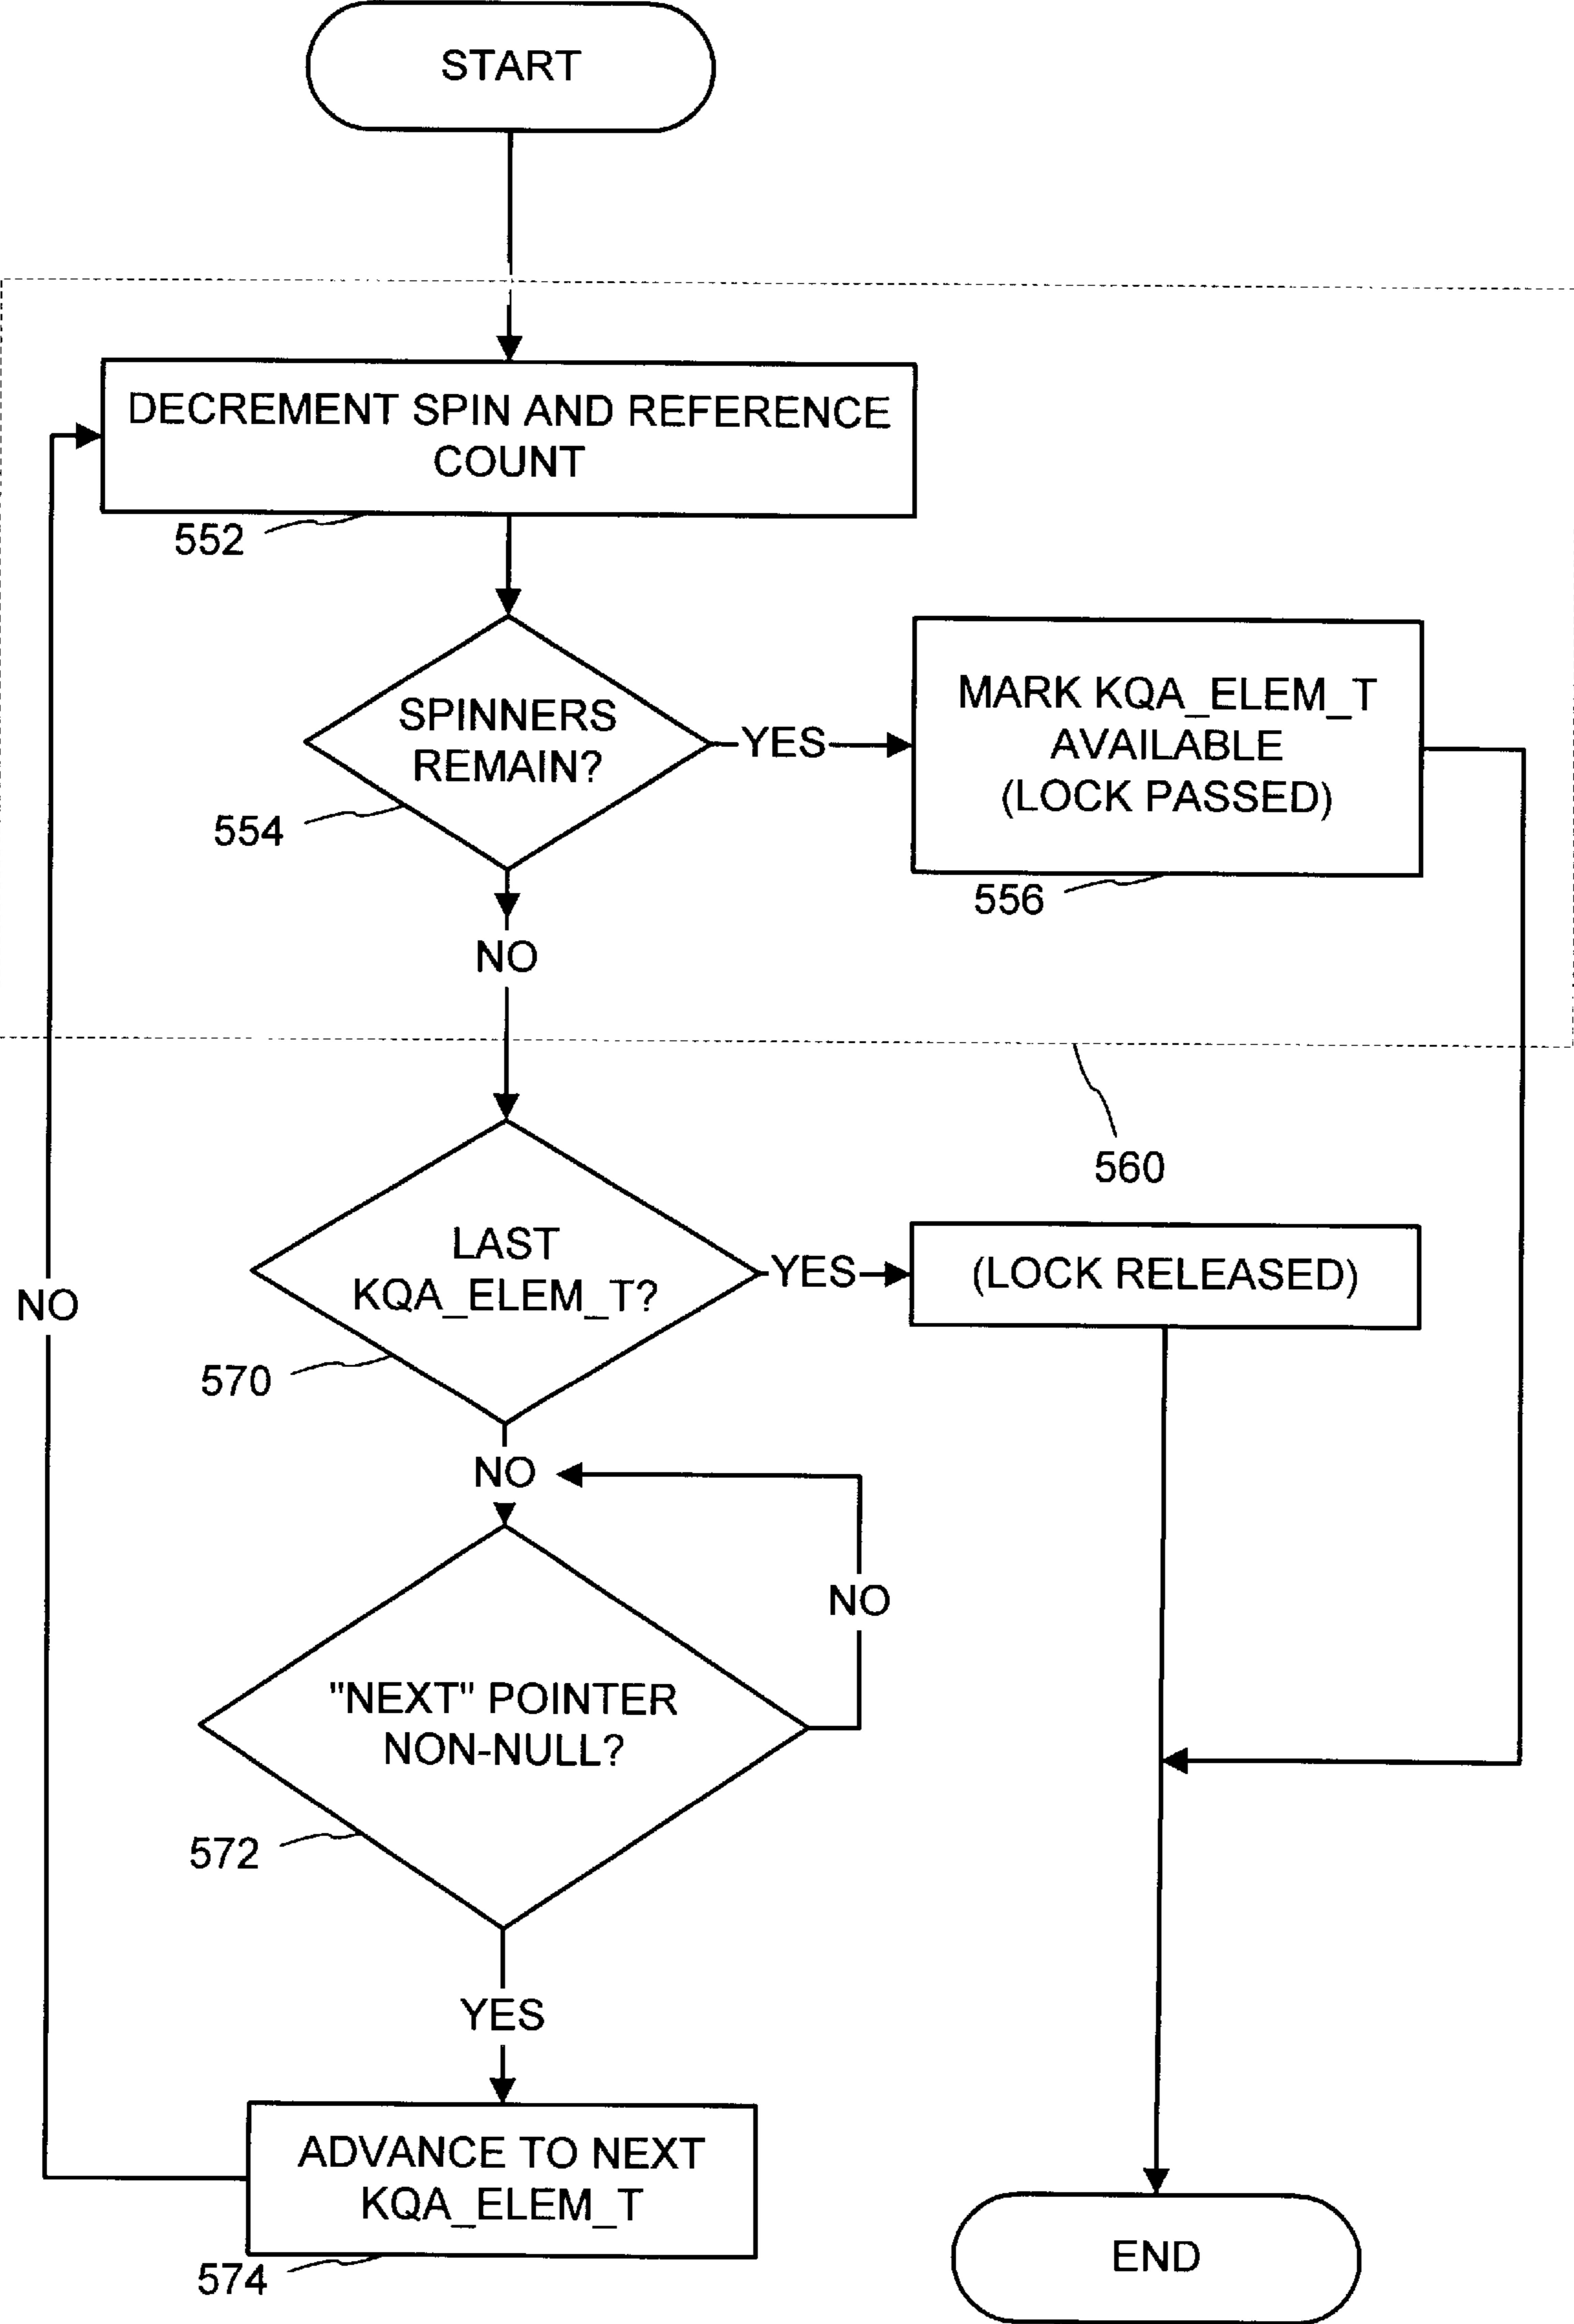 START
DECREMENT SPIN AND REFERENCE
COUNT
552
SPINNERS
REMAIN?
YES
554
MARK KQA_ELEM_T
AVAILABLE
(LOCK PASSED)
556
NO
560
LAST
KQA_ELEM_T?
YES
(LOCK RELEASED)
NO
570
NO
NO
"NEXT" POINTER
NON-NULL?
572
YES
ADVANCE TO NEXT
KQA_ELEM_T
574
END